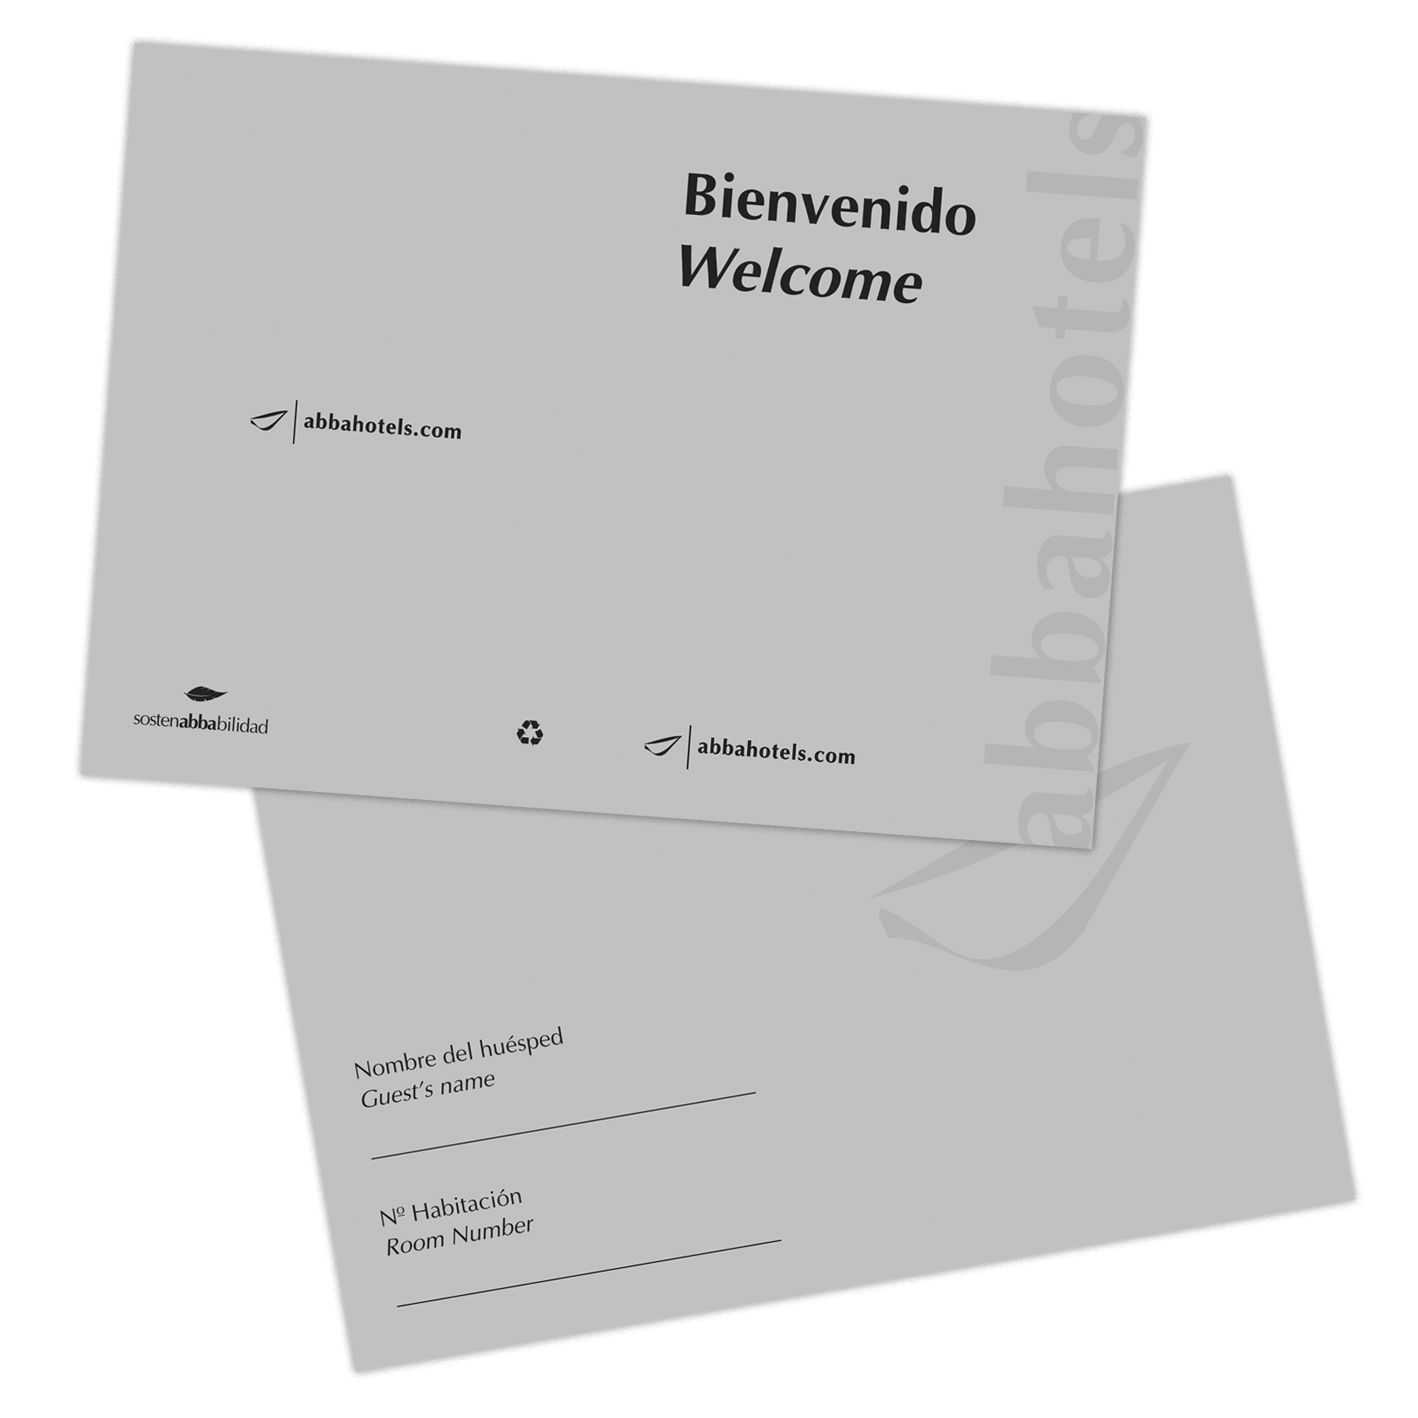 Bienvenido
Welcome
abbahotels
abbahotels.com
sostenabbabilidad
abbahotels.com
Nombre del huésped
Guest's name
Nº Habitación
Room Number